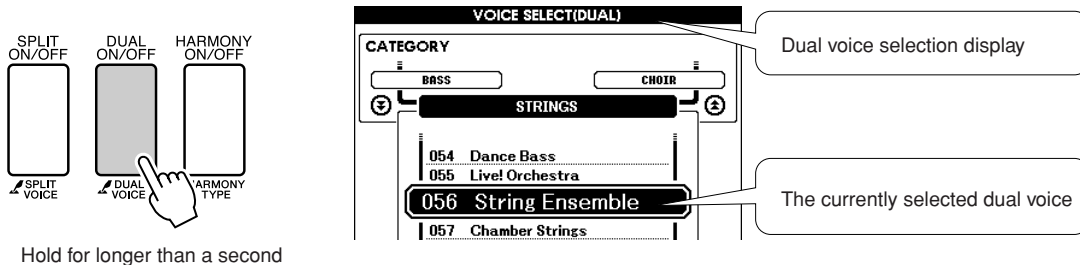 SPLIT
ON/OFF
DUAL
ON/OFF
HARMONY
ON/OFF
SPLIT
VOICE
DUAL
VOICE
ARMONY
TYPE
Hold for longer than a second
VOICE SELECT(DUAL)
CATEGORY
BASS
CHOIR
STRINGS
054 Dance Bass
055 Live! Orchestra
056 String Ensemble
057 Chamber Strings
Dual voice selection display
The currently selected dual voice